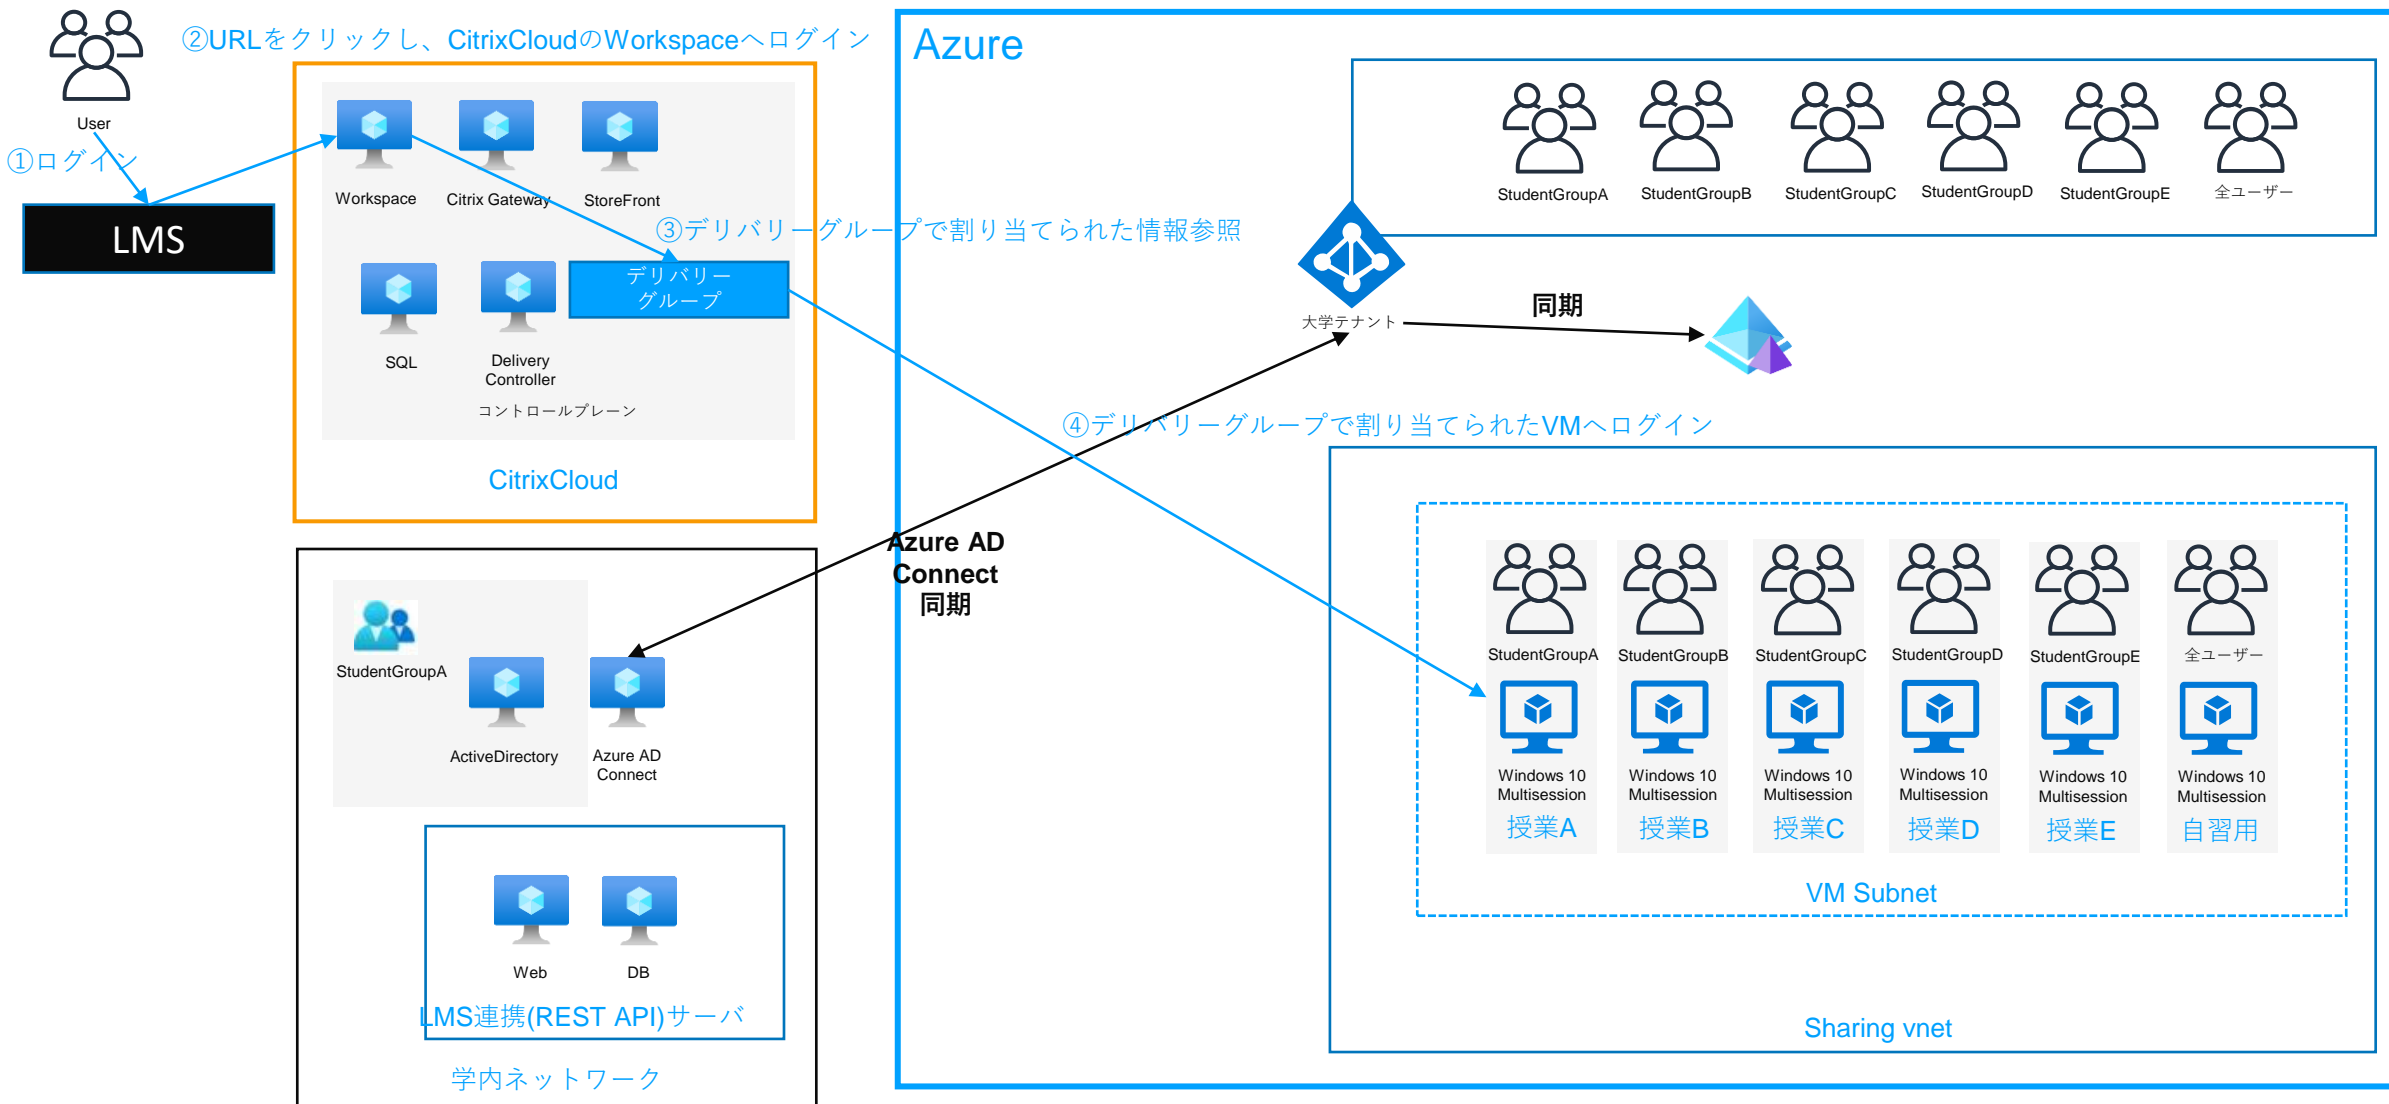 ②URLをクリックし、CitrixCloudのWorkspaceへログイン
User
①ログイン
LMS
Workspace
Citrix Gateway
StoreFront
③デリバリーグループで割り当てられた情報参照
デリバリー
グループ
SQL
Delivery
Controller
コントロールプレーン
CitrixCloud
Azure
StudentGroupA
StudentGroupB
StudentGroupC
StudentGroupD
StudentGroupE
全ユーザー
大学テナント
同期
④デリバリーグループで割り当てられたVMへログイン
Azure AD
Connect
同期
StudentGroupA
ActiveDirectory
Azure AD
Connect
Web
DB
LMS連携(REST API)サーバ
学内ネットワーク
StudentGroupA
StudentGroupB
StudentGroupC
StudentGroupD
StudentGroupE
全ユーザー
Windows 10
Multisession
授業A
Windows 10
Multisession
授業B
Windows 10
Multisession
授業C
Windows 10
Multisession
授業D
Windows 10
Multisession
授業E
Windows 10
Multisession
自習用
VM Subnet
Sharing vnet